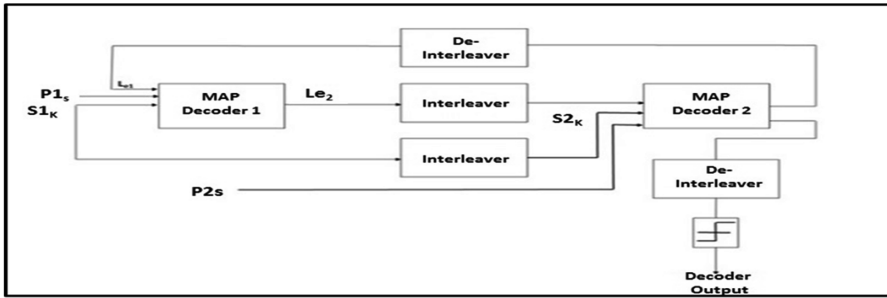 De-
Interleaver
Le1
P1s
S1K
MAP
Decoder 1
Le2
Interleaver
S2K
MAP
Decoder 2
Interleaver
P2s
De-
Interleaver
Decoder
Output